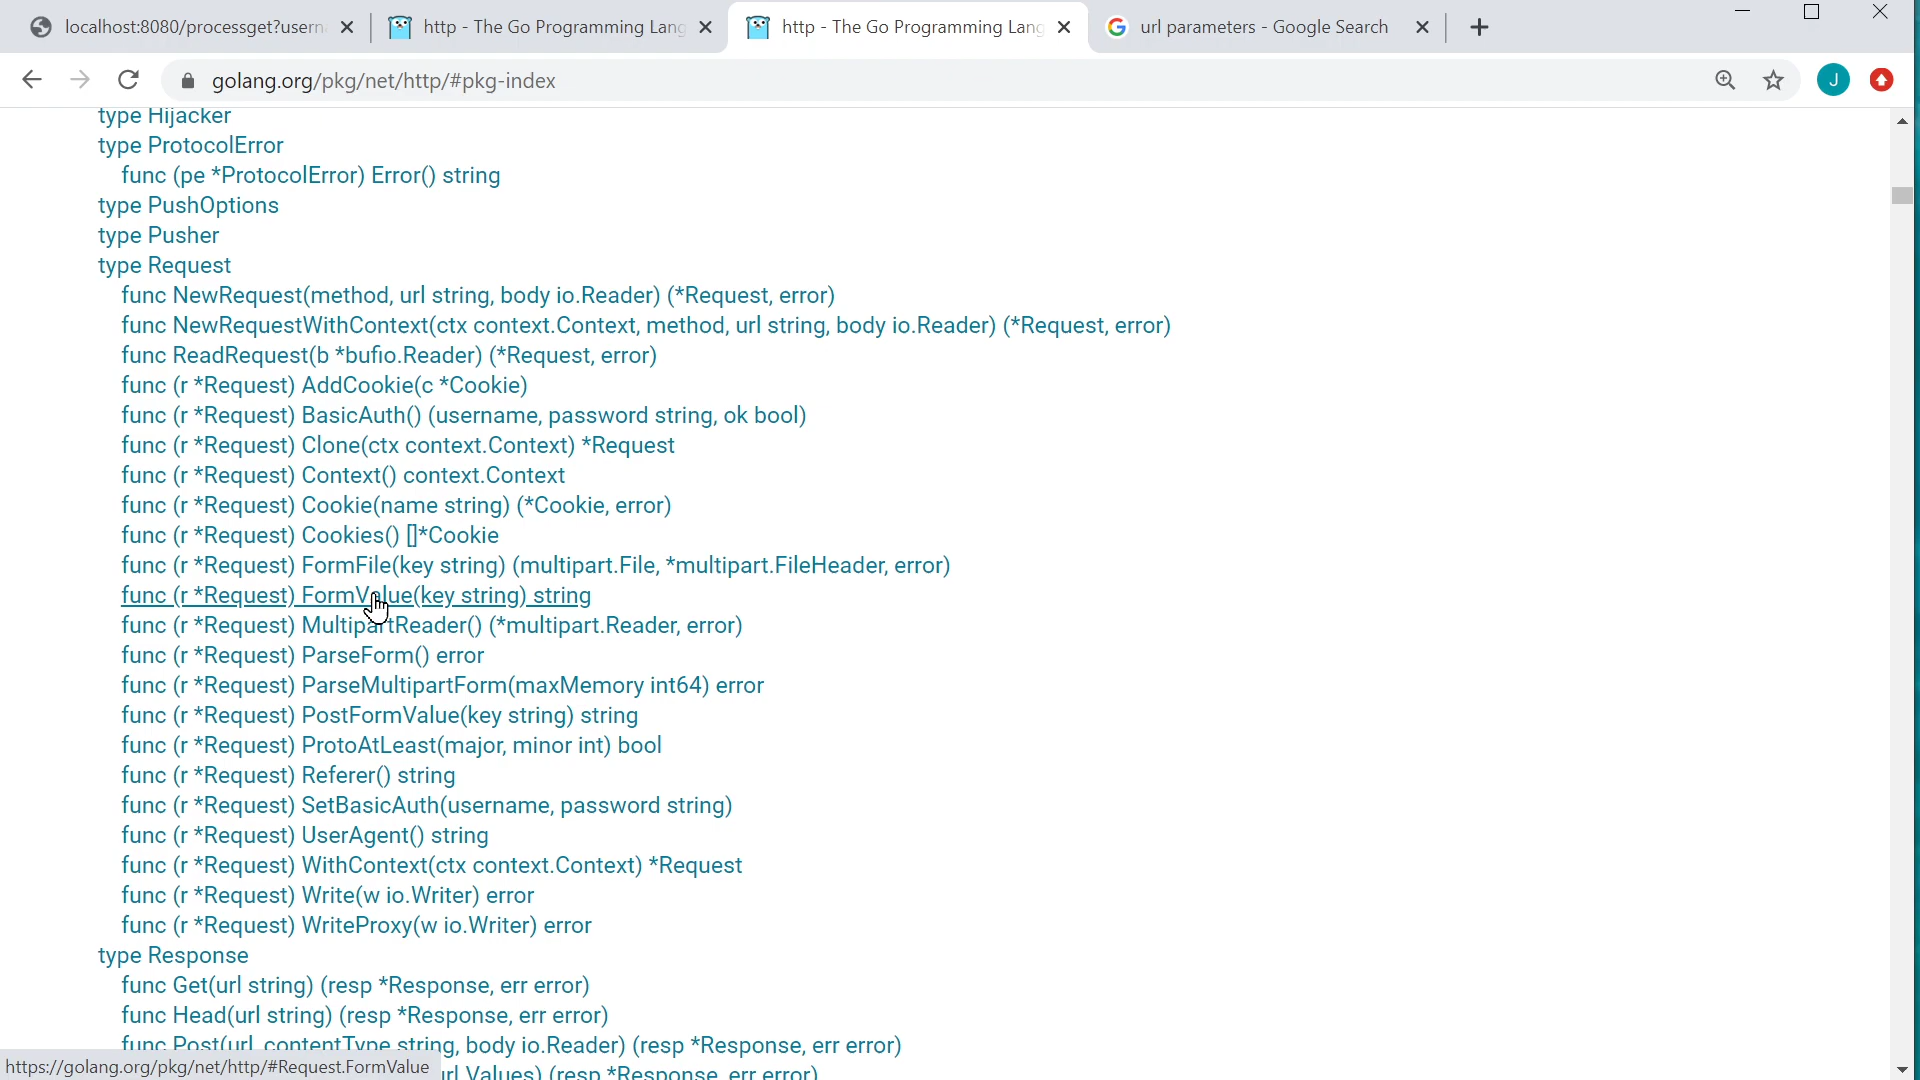 localhost:8080/processget?usern
http - The Go Programming Lang
http - The Go Programming Lang
url parameters - Google Search
golang.org/pkg/net/http/#pkg-index
J
type Hijacker
type ProtocolError
func (pe *ProtocolError) Error() string
type PushOptions
type Pusher
type Request
func NewRequest(method, url string, body io.Reader) (*Request, error)
func NewRequestWithContext(ctx context.Context, method, url string, body io.Reader) (*Request, error)
func ReadRequest(b *bufio.Reader) (*Request, error)
func (r *Request) AddCookie(c *Cookie)
func (r *Request) BasicAuth() (username, password string, ok bool)
func (r *Request) Clone(ctx context.Context) *Request
func (r *Request) Context() context.Context
func (r *Request) Cookie(name string) (*Cookie, error)
func (r *Request) Cookies() []*Cookie
func (r *Request) FormFile(key string) (multipart.File, *multipart.FileHeader, error)
func (r *Request) FormValue(key string) string
func (r *Request) MultipartReader() (*multipart.Reader, error)
func (r *Request) ParseForm() error
func (r *Request) ParseMultipartForm(maxMemory int64) error
func (r *Request) PostFormValue(key string) string
func (r *Request) ProtoAtLeast(major, minor int) bool
func (r *Request) Referer() string
func (r *Request) SetBasicAuth(username, password string)
func (r *Request) UserAgent() string
func (r *Request) WithContext(ctx context.Context) *Request
func (r *Request) Write(w io.Writer) error
func (r *Request) WriteProxy(w io.Writer) error
type Response
func Get(url string) (resp *Response, err error)
func Head(url string) (resp *Response, err error)
func Post(url, contentType string, body io.Reader) (resp *Response, err error)
https://golang.org/pkg/net/http/#Request.FormValue
url.Values) (resp *Response, err error)